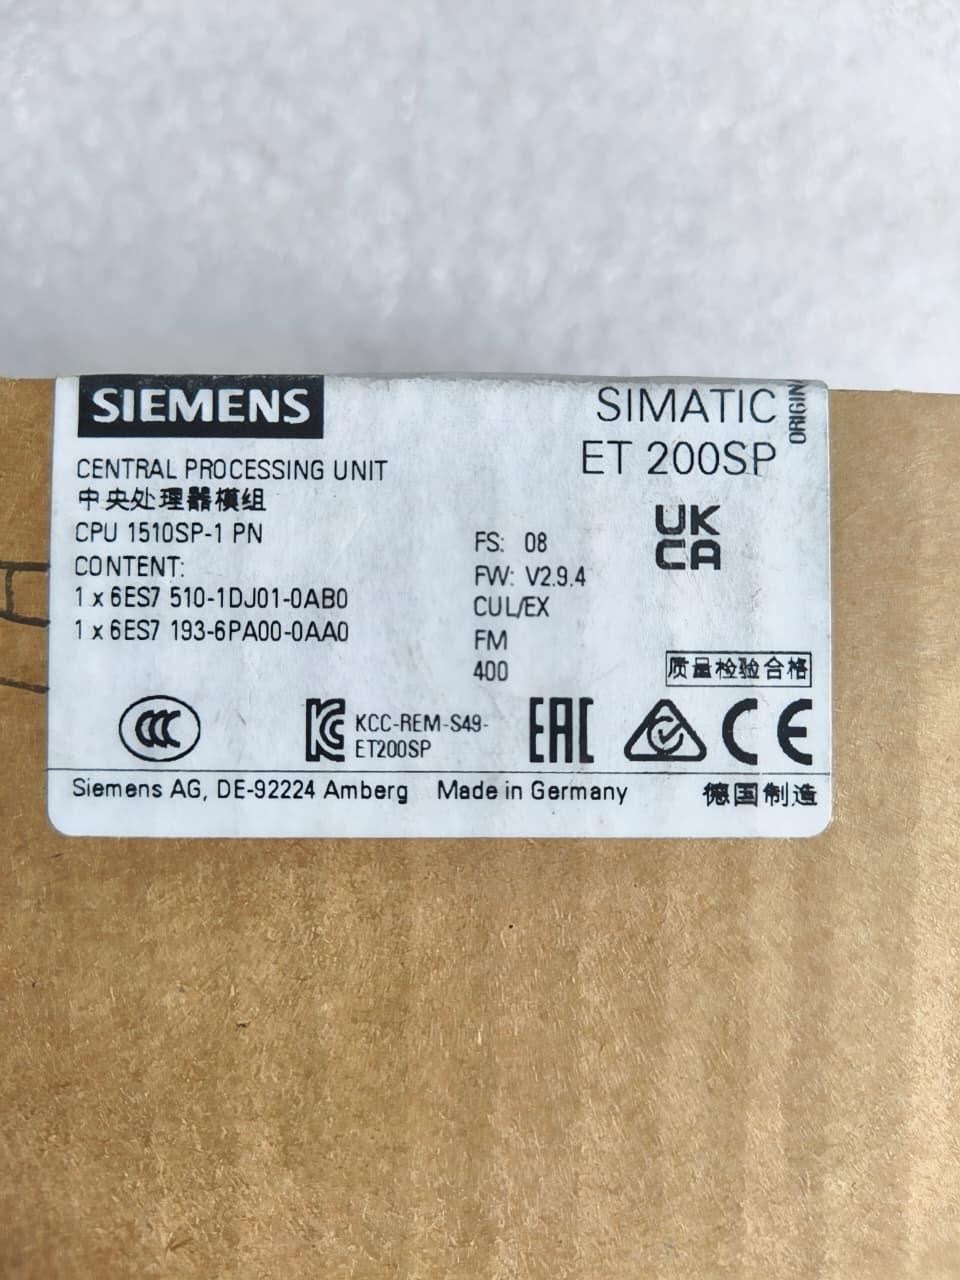 SIEMENS
SIMATIC
ET 200SP
ORIGIN
CENTRAL PROCESSING UNIT
中央处理器模组
CPU 1510SP-1 PN
CONTENT:
1 x 6ES7 510-1DJ01-0AB0
1 x 6ES7 193-6PA00-0AA0
FS: 08
FW: V2.9.4
CUL/EX
FM
400
UK
CA
质量检验合格
CCC
KC
KCC-REM-S49-
ET200SP
EAC
CE
Siemens AG, DE-92224 Amberg Made in Germany 德国制造